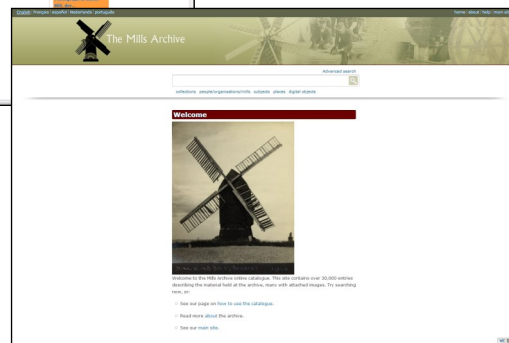 English français español Nederlands português
home about help main site
The Mills Archive
Advanced search
collections people/organisations/mills subjects places digital objects
Welcome
Welcome to the Mills Archive online catalogue. This site contains over 30,000 entries
describing the material held at the archive, many with attached images. Try searching
now, or:
See our page on how to use the catalogue.
Read more about the archive.
See our main site.